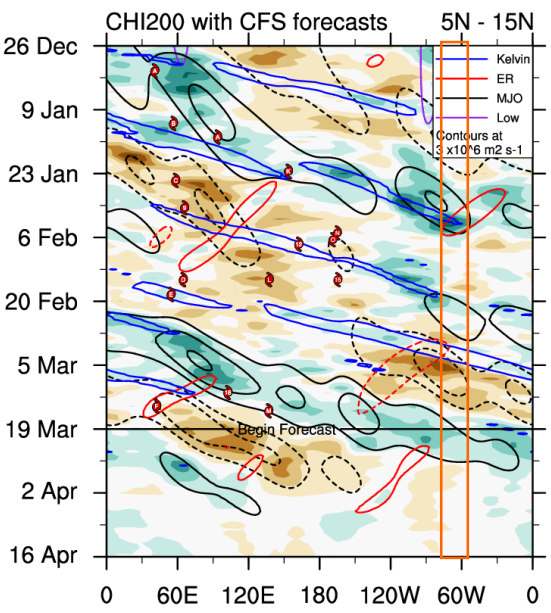 CHI200 with CFS forecasts 5N - 15N
26 Dec
9 Jan
23 Jan
6 Feb
20 Feb
5 Mar
19 Mar
2 Apr
16 Apr
Kelvin
ER
MJO
Low
Contours at
3 x10^6 m2 s-1
Begin Forecast
0 60E 120E 180 120W 60W 0